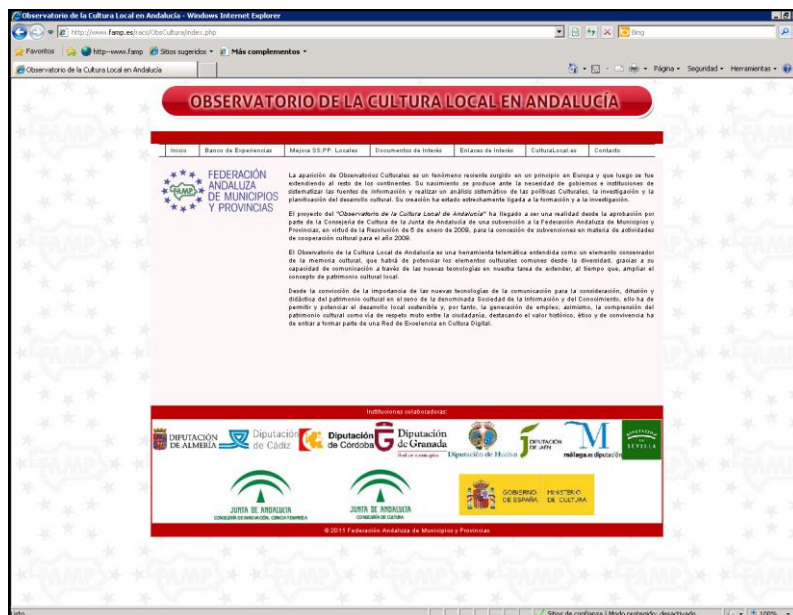 Observatorio de la Cultura Local en Andalucía - Windows Internet Explorer
http://www.famp.es/racs/ObsCultura/index.php
Bing
Favoritos
http--www.famp
Sitios sugeridos
Más complementos
Observatorio de la Cultura Local en Andalucía
Página
Seguridad
Herramientas
OBSERVATORIO DE LA CULTURA LOCAL EN ANDALUCÍA
Inicio
Banco de Experiencias
Mejora SS.PP. Locales
Documentos de Interés
Enlaces de Interés
CulturaLocal.es
Contacto
FAMP
FEDERACIÓN
ANDALUZA
DE MUNICIPIOS
Y PROVINCIAS
La aparición de Observatorios Culturales es un fenómeno reciente surgido en un principio en Europa y que luego se fue
extendiendo al resto de los continentes. Su nacimiento se produce ante la necesidad de gobiernos e instituciones de
sistematizar las fuentes de información y realizar un análisis sistemático de las políticas Culturales, la investigación y la
planificación del desarrollo cultural. Su creación ha estado estrechamente ligada a la formación y a la investigación.
El proyecto del "Observatorio de la Cultura Local de Andalucía" ha llegado a ser una realidad desde la aprobación por
parte de la Consejería de Cultura de la Junta de Andalucía de una subvención a la Federación Andaluza de Municipios y
Provincias, en virtud de la Resolución de 5 de enero de 2009, para la concesión de subvenciones en materia de actividades
de cooperación cultural para el año 2009.
El Observatorio de la Cultura Local de Andalucía es una herramienta telemática entendida como un elemento conservador
de la memoria cultural, que habrá de potenciar los elementos culturales comunes desde la diversidad, gracias a su
capacidad de comunicación a través de las nuevas tecnologías en nuestra tarea de extender, al tiempo que, ampliar el
concepto de patrimonio cultural local.
Desde la convicción de la importancia de las nuevas tecnologías de la comunicación para la consideración, difusión y
didáctica del patrimonio cultural en el seno de la denominada Sociedad de la Información y del Conocimiento, ello ha de
permitir y potenciar el desarrollo local sostenible y, por tanto, la generación de empleo; asimismo, la comprensión del
patrimonio cultural como vía de respeto muto entre la ciudadanía, destacando el valor histórico, ético y de convivencia ha
de entrar a formar parte de una Red de Excelencia en Cultura Digital.
Instituciones colaboradoras:
DIPUTACIÓN
DE ALMERÍA
Diputación
de Cádiz
Diputación
de Córdoba
Diputación
de Granada
Diputación de Huelva
DIPUTACIÓN
DE JAÉN
málaga.es diputación
DIPUTACIÓN
DE
SEVILLA
JUNTA DE ANDALUCIA
CONSEJERÍA DE INNOVACIÓN, CIENCIA Y EMPRESA
JUNTA DE ANDALUCIA
CONSEJERÍA DE CULTURA
GOBIERNO
DE ESPAÑA
MINISTERIO
DE CULTURA
© 2011 Federación Andaluza de Municipios y Provincias
Listo
Sitios de confianza | Modo protegido: desactivado
100%